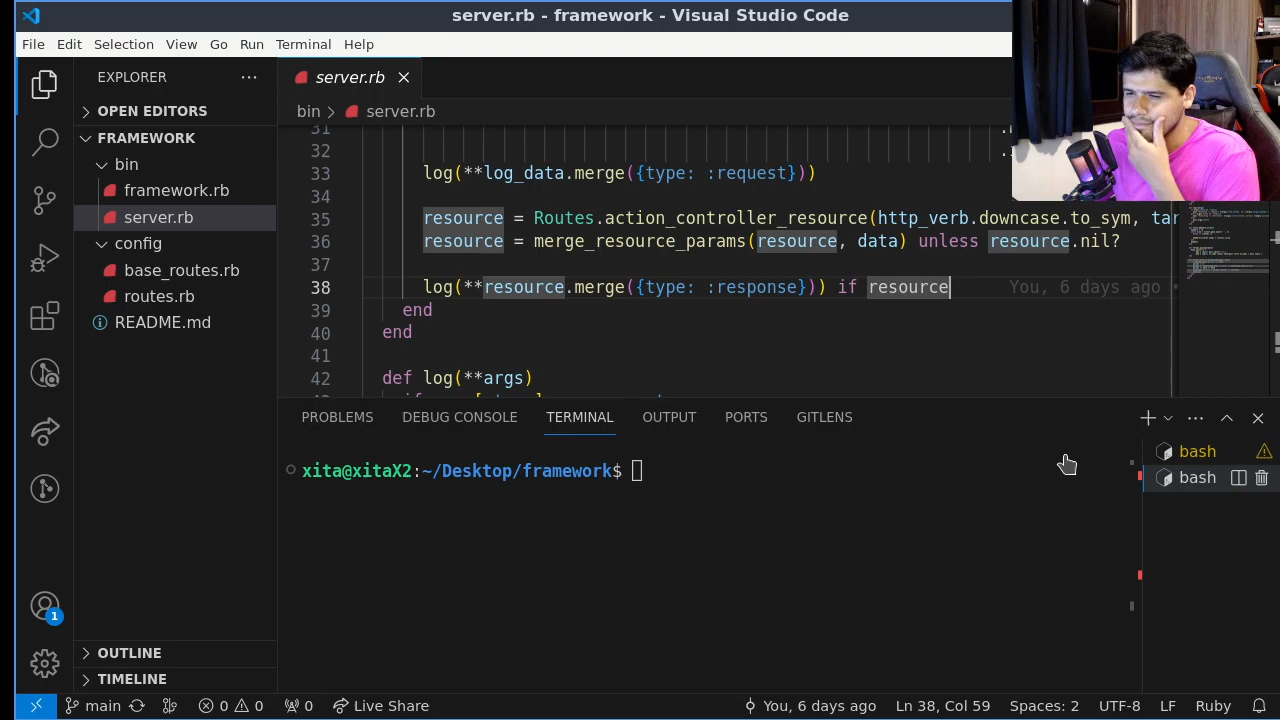 server.rb - framework - Visual Studio Code
File Edit Selection View Go Run Terminal Help
EXPLORER
OPEN EDITORS
FRAMEWORK
bin
framework.rb
server.rb
config
base_routes.rb
routes.rb
README.md
OUTLINE
TIMELINE
server.rb
bin > server.rb
31
32
33 log(**log_data.merge({type: :request}))
34
35 resource = Routes.action_controller_resource(http_verb.downcase.to_sym, tar
36 resource = merge_resource_params(resource, data) unless resource.nil?
37
38 log(**resource.merge({type: :response})) if resource You, 6 days ago
39 end
40 end
41
42 def log(**args)
PROBLEMS DEBUG CONSOLE TERMINAL OUTPUT PORTS GITLENS
xita@xitaX2:~/Desktop/framework$
bash
bash
1
main 0 0 0 Live Share You, 6 days ago Ln 38, Col 59 Spaces: 2 UTF-8 LF Ruby